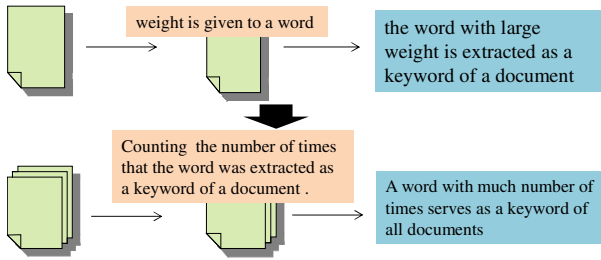 weight is given to a word
the word with large
weight is extracted as a
keyword of a document
Counting the number of times
that the word was extracted as
a keyword of a document .
A word with much number of
times serves as a keyword of
all documents